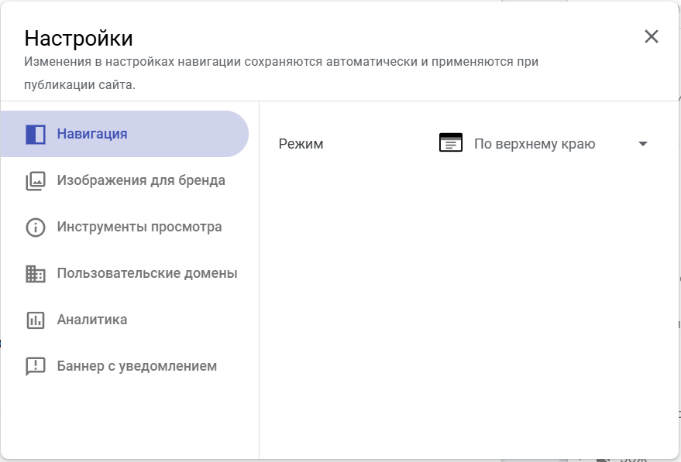 Настройки
Изменения в настройках навигации сохраняются автоматически и применяются при
публикации сайта.
Навигация
Режим
По верхнему краю
Изображения для бренда
Инструменты просмотра
Пользовательские домены
Аналитика
Баннер с уведомлением